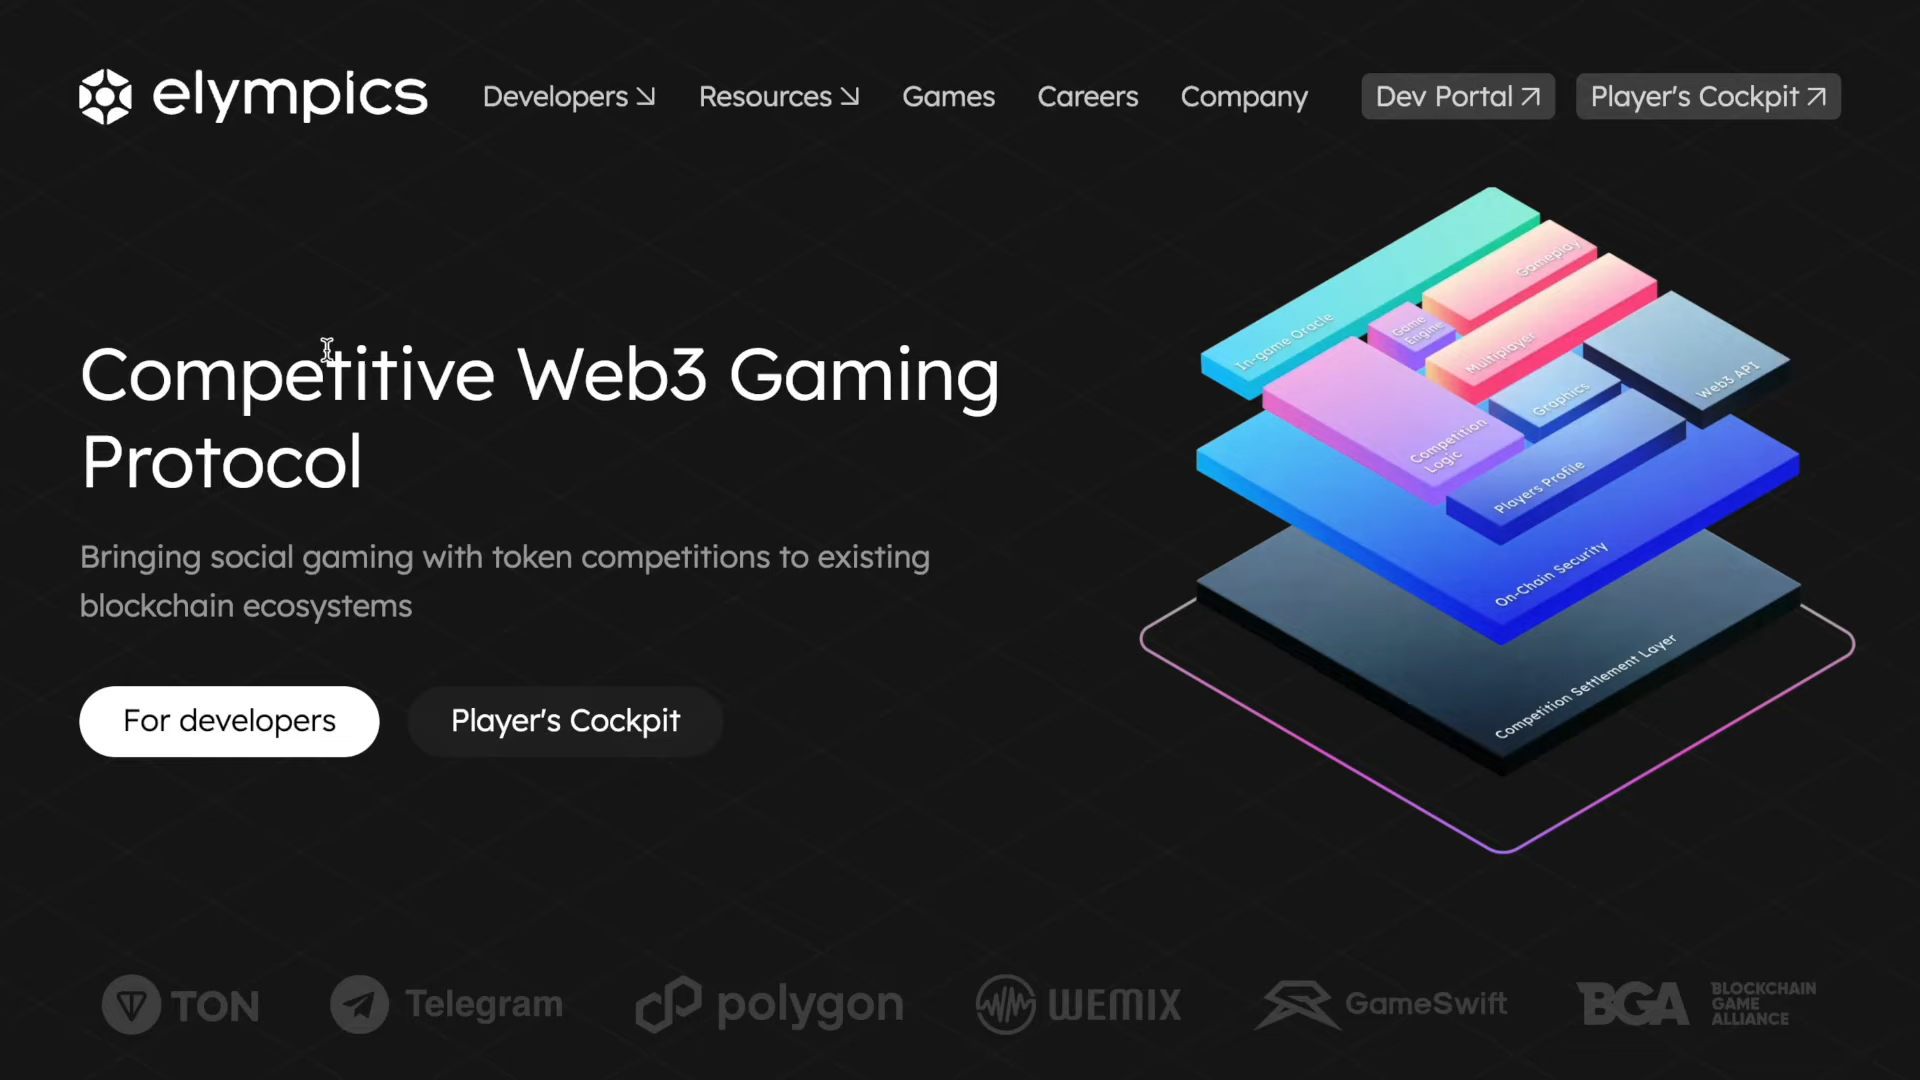 elympics
Developers
Resources
Games
Careers
Company
Dev Portal
Player's Cockpit
Competitive Web3 Gaming
Protocol
Bringing social gaming with token competitions to existing
blockchain ecosystems
For developers
Player's Cockpit
In-game Oracle
Gameplay
Game
Engine
Multiplayer
Graphics
Web3 API
Competition
Logic
Players Profile
On-Chain Security
Competition Settlement Layer
TON
Telegram
polygon
WEMIX
GameSwift
BGA
BLOCKCHAIN
GAME
ALLIANCE